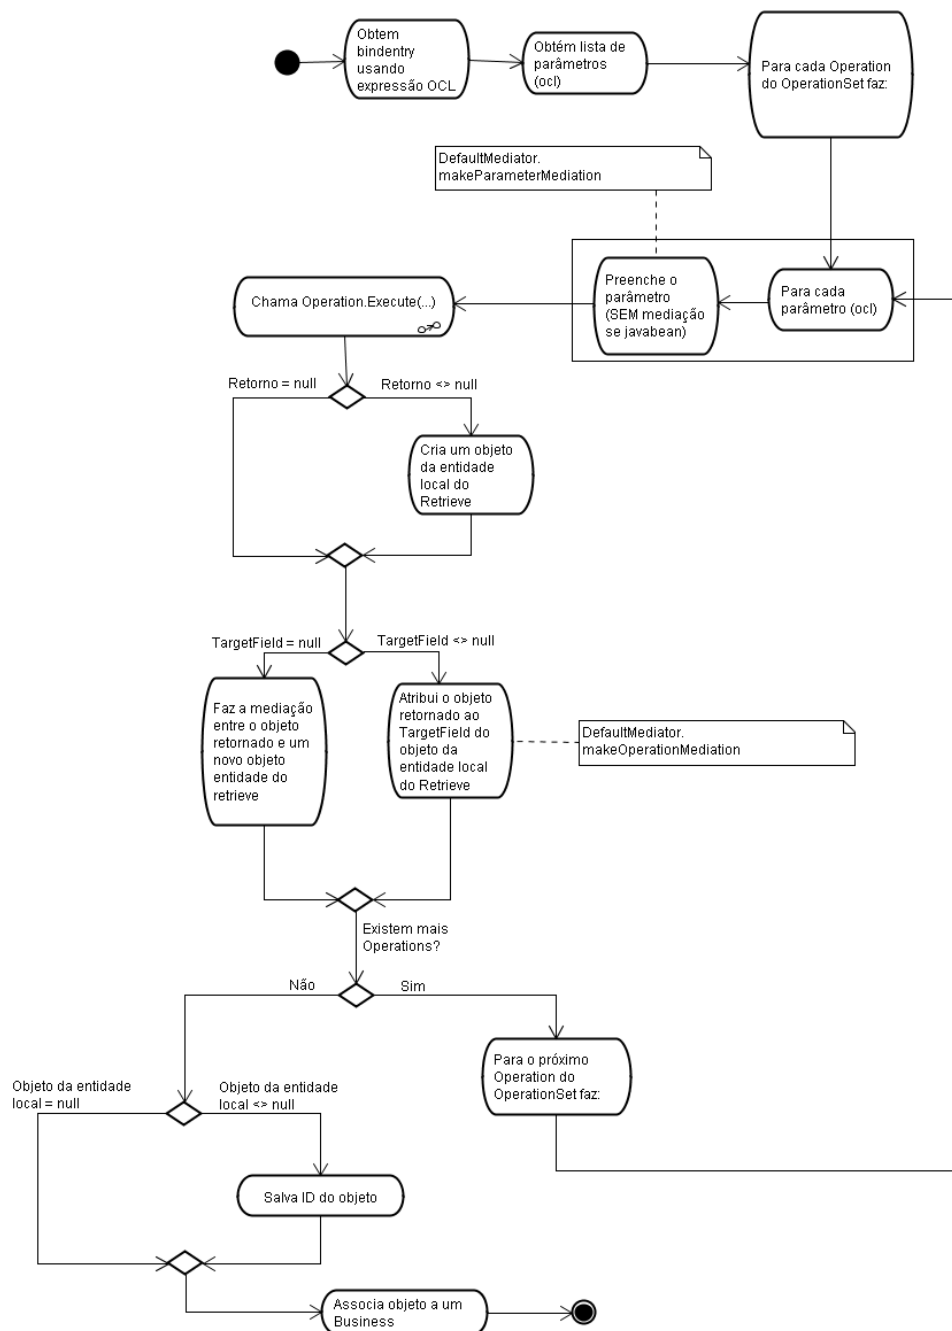 Obtem
bindentry
usando
expressão OCL
Obtém lista de
parâmetros
(ocl)
Para cada Operation
do OperationSet faz:
DefaultMediator.
makeParameterMediation
Chama Operation.Execute(...)
Preenche o
parâmetro
(SEM mediação
se javabean)
Para cada
parâmetro (ocl)
Retorno = null
Retorno <> null
Cria um objeto
da entidade
local do
Retrieve
TargetField = null
TargetField <> null
Faz a mediação
entre o objeto
retornado e um
novo objeto
entidade do
retrieve
Atribui o objeto
retornado ao
TargetField do
objeto da
entidade local
do Retrieve
DefaultMediator.
makeOperationMediation
Existem mais
Operations?
Não
Sim
Para o próximo
Operation do
OperationSet faz:
Objeto da entidade
local = null
Objeto da entidade
local <> null
Salva ID do objeto
Associa objeto a um
Business